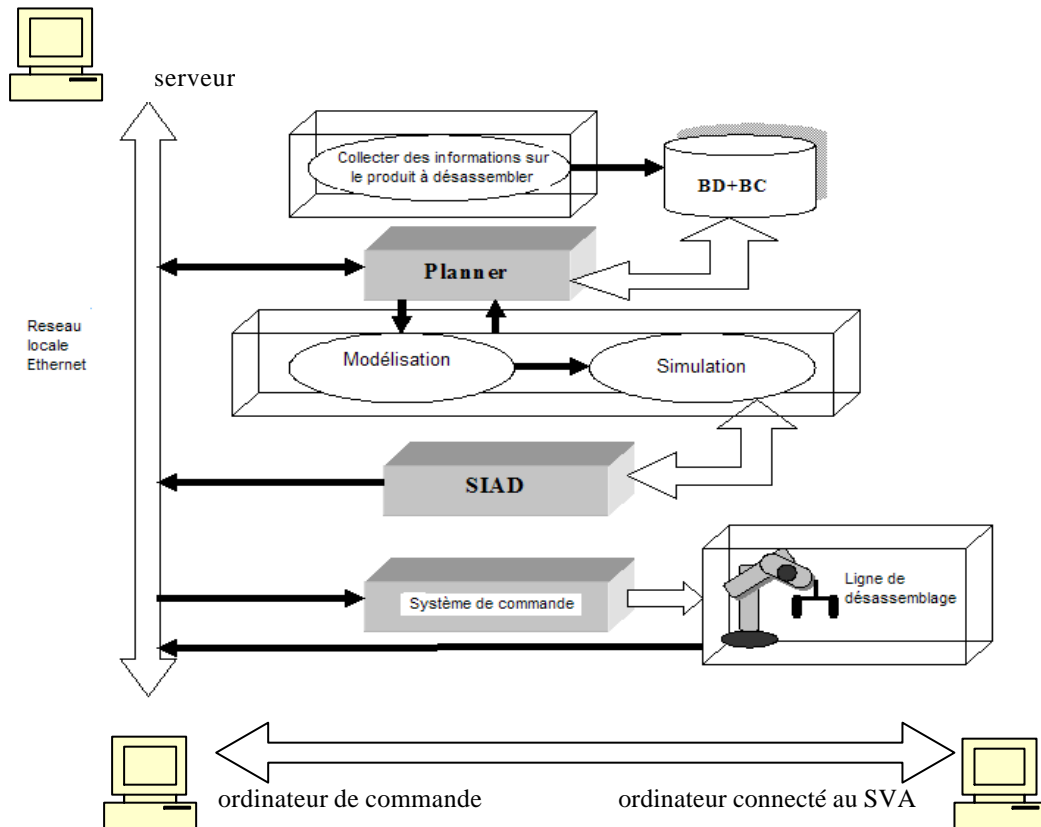 serveur
Collecter des informations sur
le produit à désassembler
BD+BC
Planner
Reseau
locale
Ethernet
Modélisation
Simulation
SIAD
Système de commande
Ligne de
désassemblage
ordinateur de commande
ordinateur connecté au SVA